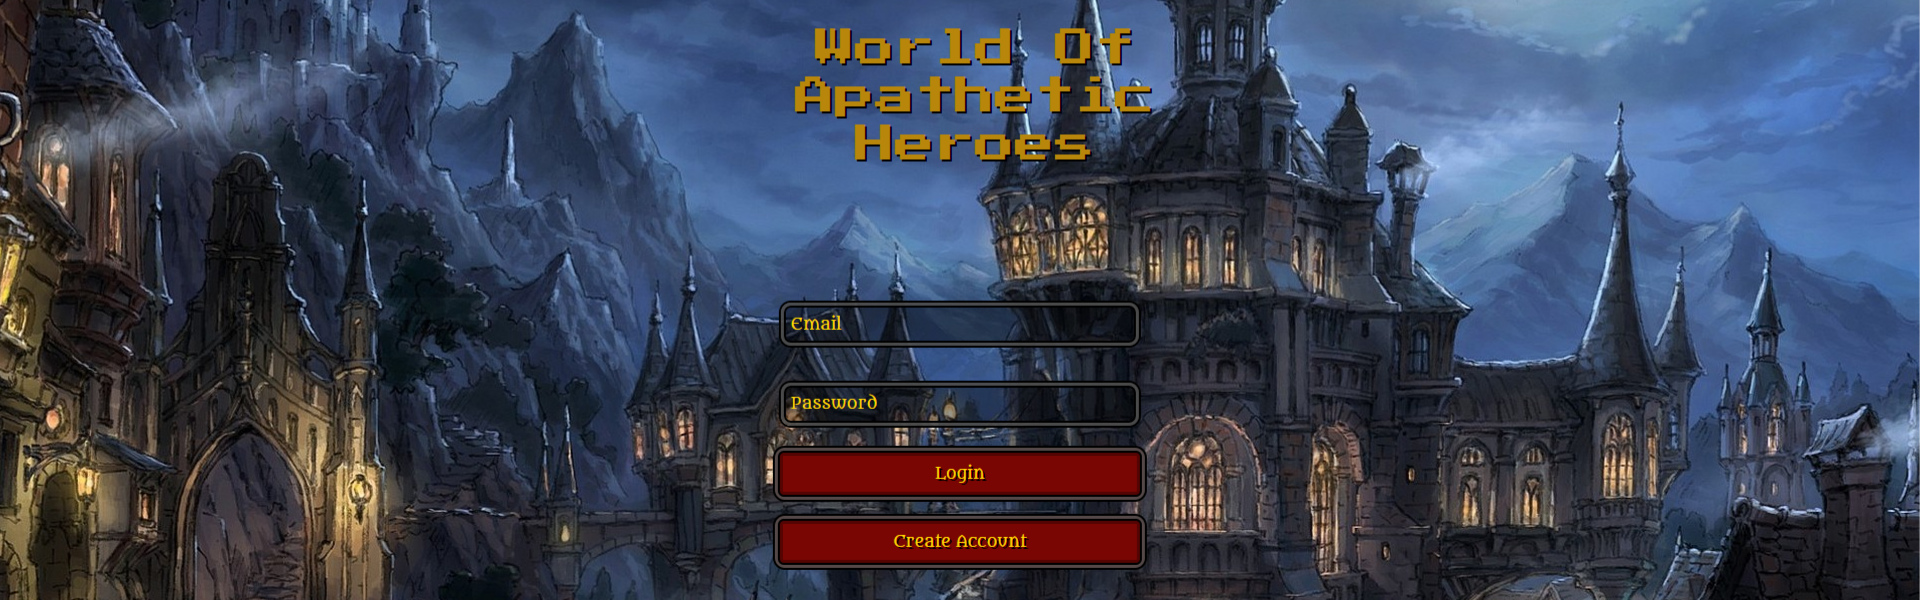 World Of
Apathetic
Heroes
Email
Password
Login
Create Account